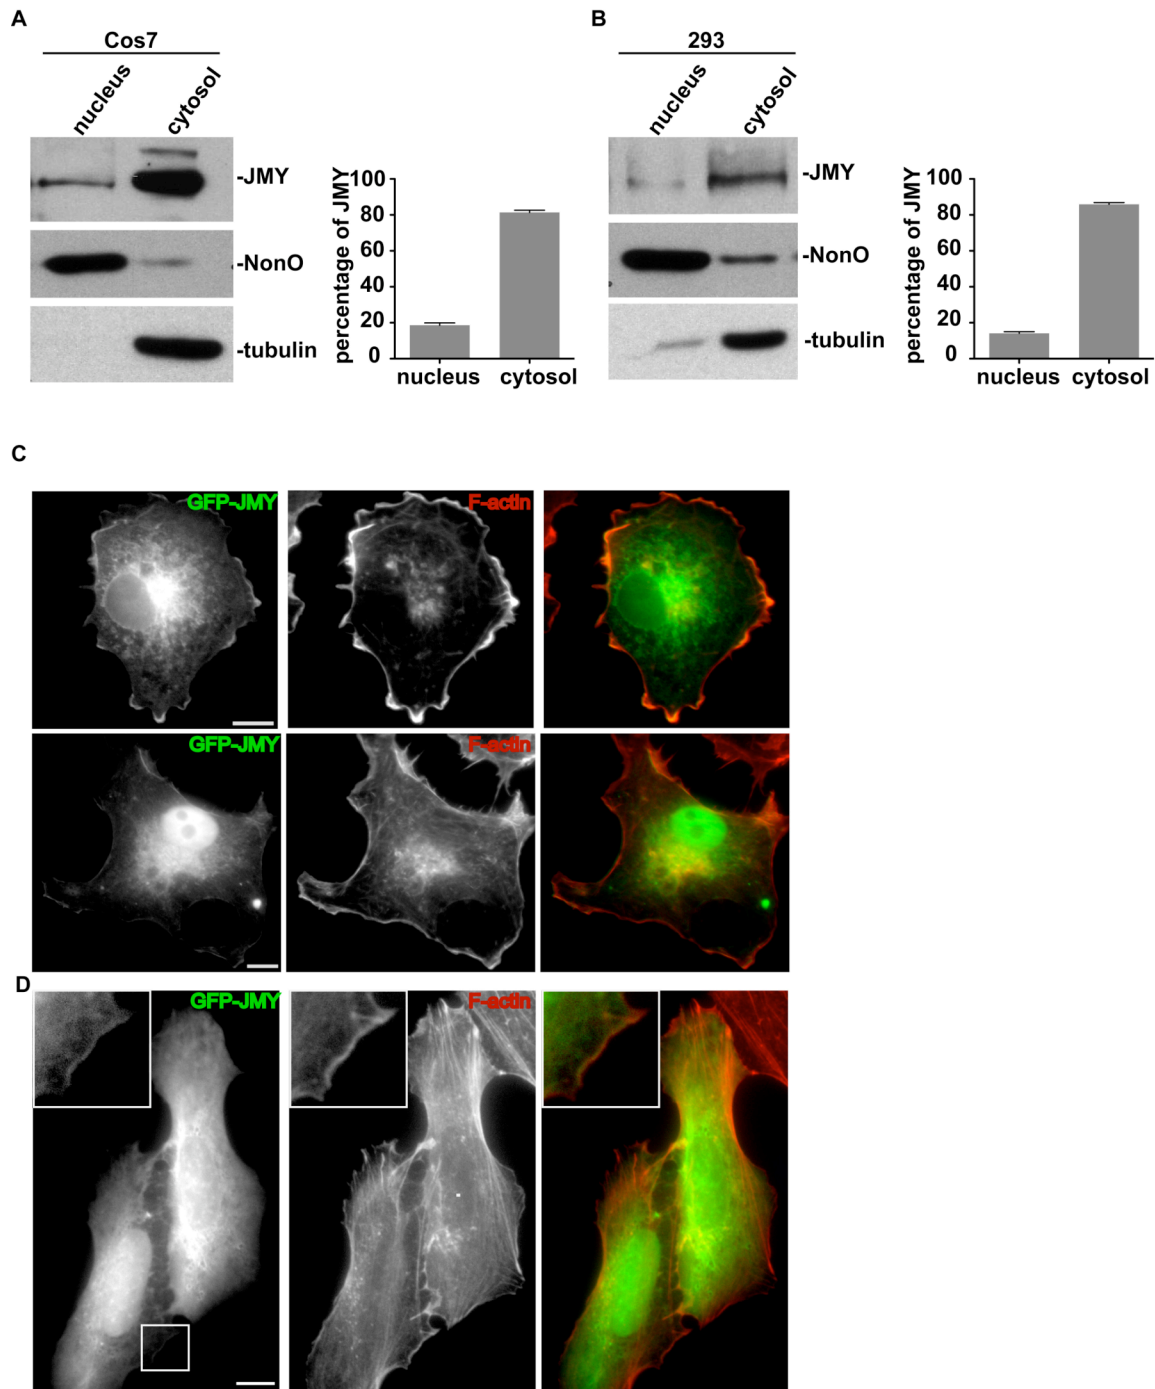 A
Cos7
nucleus
cytosol
-JMY
-NonO
-tubulin
percentage of JMY
100
80
60
40
20
0
nucleus
cytosol
B
293
nucleus
cytosol
-JMY
-NonO
-tubulin
percentage of JMY
100
80
60
40
20
0
nucleus
cytosol
C
GFP-JMY
F-actin
GFP-JMY
F-actin
D
GFP-JMY
F-actin